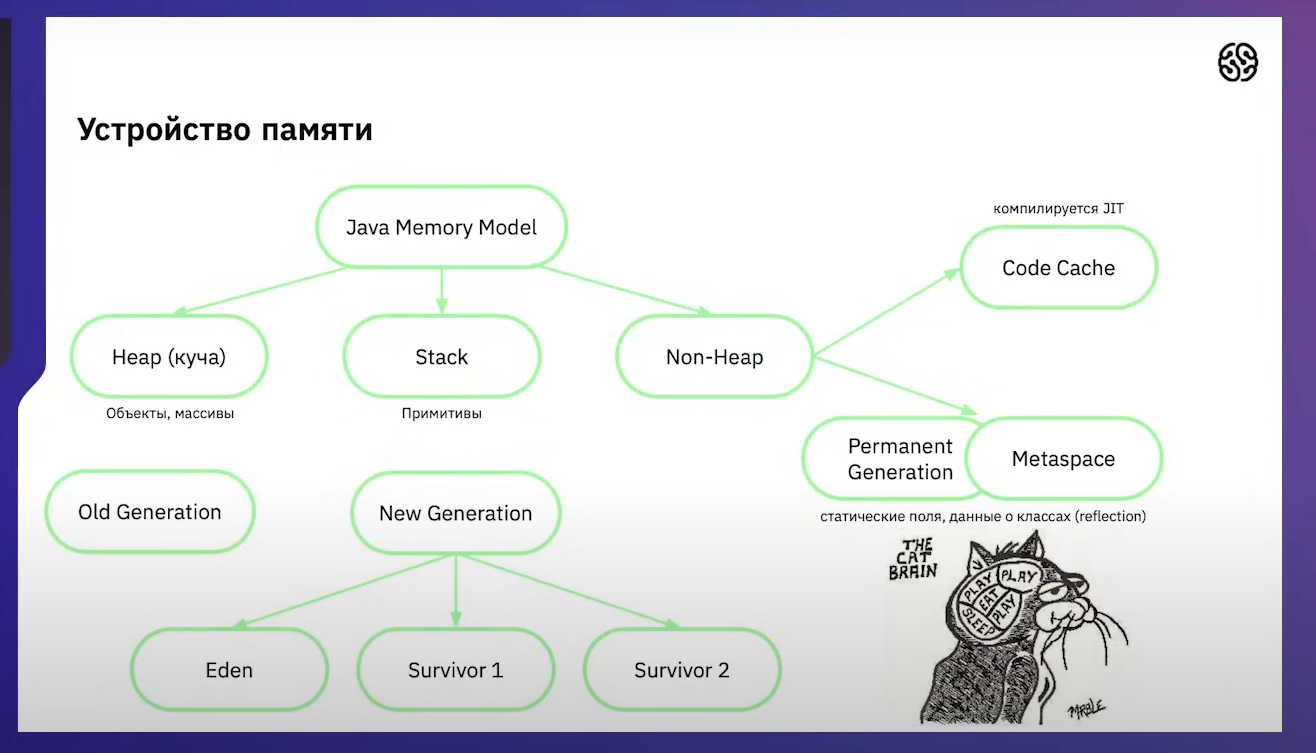 Устройство памяти
Java Memory Model
компилируется JIT
Code Cache
Heap (куча)
Stack
Non-Heap
Объекты, массивы
Примитивы
Permanent
Generation
Metaspace
статические поля, данные о классах (reflection)
Old Generation
New Generation
Eden
Survivor 1
Survivor 2
THE
CAT
BRAIN
PLAY
PLAY
EAT
PLAY
SLEEP
MRBLE